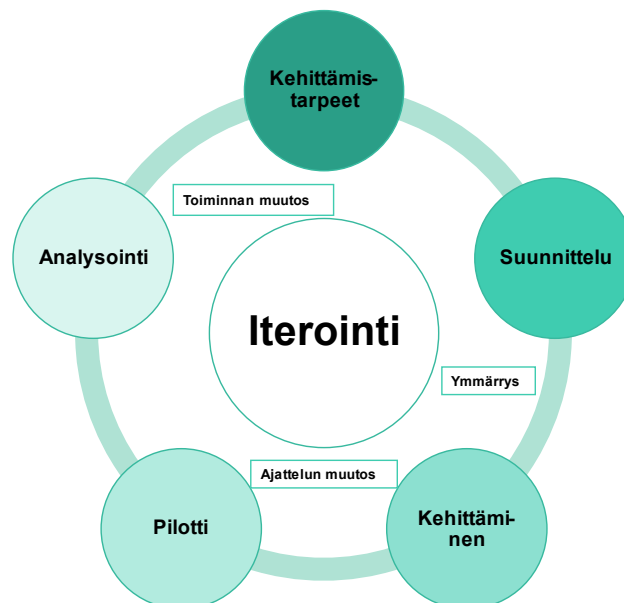 Kehittämis-
tarpeet
Toiminnan muutos
Analysointi
Suunnittelu
Iterointi
Ymmärrys
Ajattelun muutos
Pilotti
Kehittämi-
nen